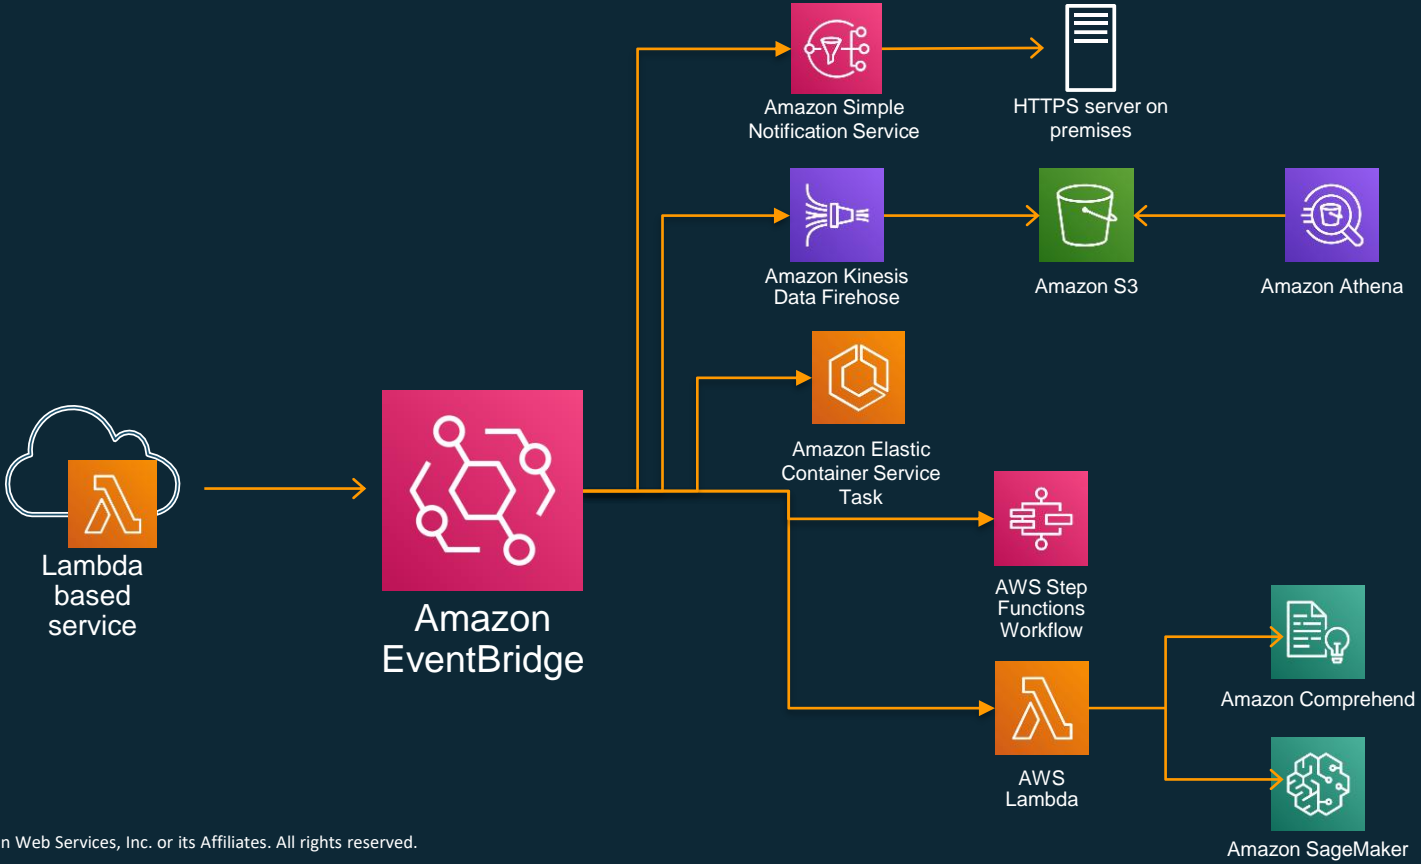 Amazon Simple
Notification Service
HTTPS server on
premises
Amazon Kinesis
Data Firehose
Amazon S3
Amazon Athena
Amazon Elastic
Container Service
Task
Lambda
based
service
Amazon
EventBridge
AWS Step
Functions
Workflow
Amazon Comprehend
AWS
Lambda
Amazon SageMaker
n Web Services, Inc. or its Affiliates. All rights reserved.